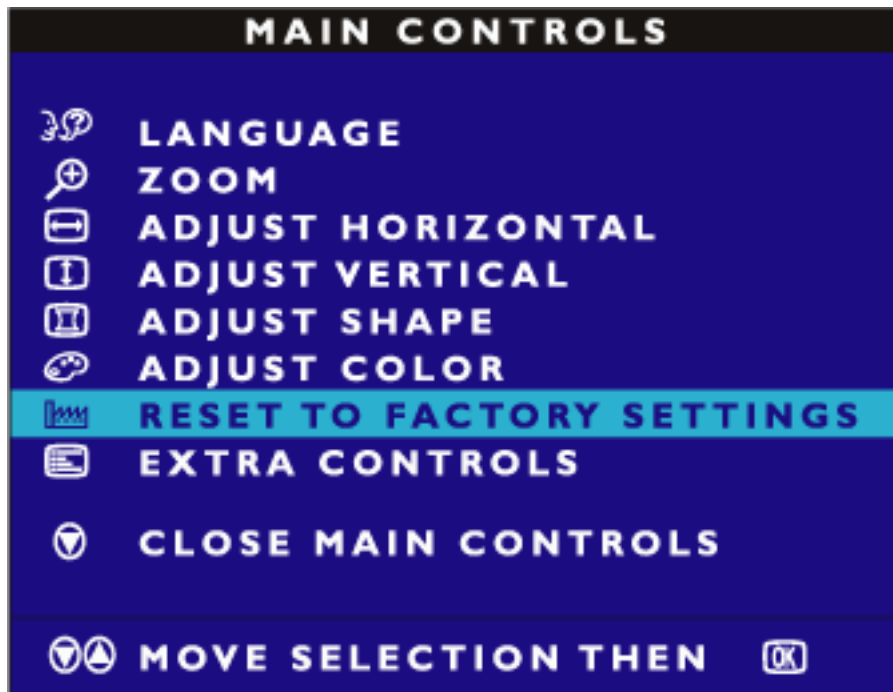 MAIN CONTROLS
LANGUAGE
ZOOM
ADJUST HORIZONTAL
ADJUST VERTICAL
ADJUST SHAPE
ADJUST COLOR
RESET TO FACTORY SETTINGS
EXTRA CONTROLS
CLOSE MAIN CONTROLS
MOVE SELECTION THEN OK